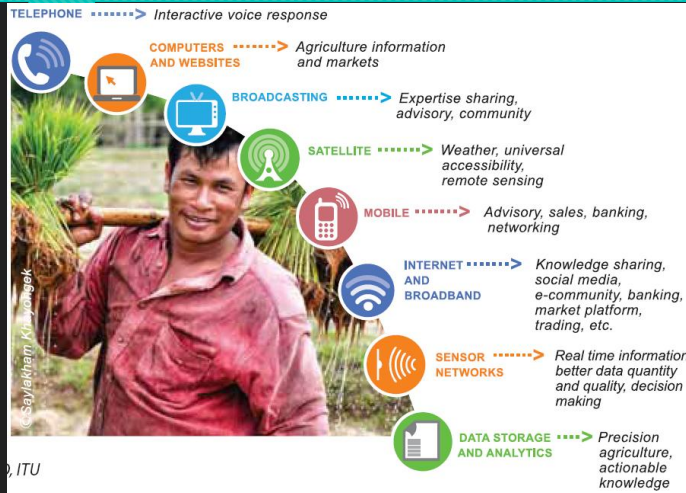 TELEPHONE > Interactive voice response
COMPUTERS > Agriculture information
AND WEBSITES and markets
BROADCASTING > Expertise sharing,
advisory, community
SATELLITE > Weather, universal
accessibility,
remote sensing
MOBILE > Advisory, sales, banking,
networking
INTERNET > Knowledge sharing,
AND social media,
BROADBAND e-community, banking,
market platform,
trading, etc.
SENSOR > Real time information
NETWORKS better data quantity
and quality, decision
making
DATA STORAGE > Precision
AND ANALYTICS agriculture,
actionable
knowledge
© Saylakham
ITU